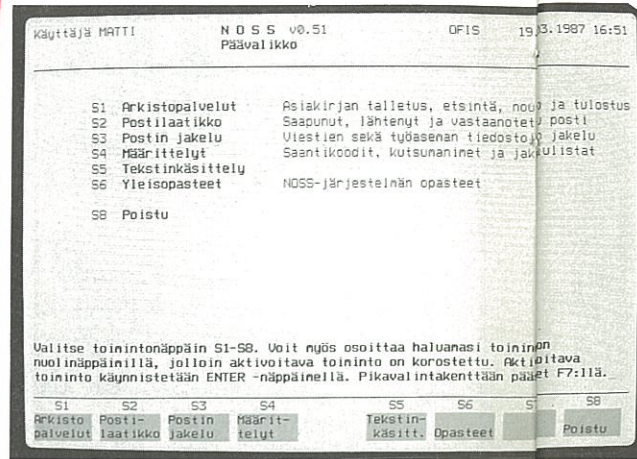 Käyttäjä MATTI N O S S v0.51 OFIS 19.3.1987 16:51
Päävalikko
S1 Arkistopalvelut Asiakirjan talletus, etsintä, nouto ja tulostus
S2 Postilaatikko Saapunut, lähtenyt ja vastaanotettu posti
S3 Postin jakelu Viestien sekä työaseman tiedostojen jakelu
S4 Määrittelyt Saantikoodit, kutsumanimet ja jakelulistat
S5 Tekstinkäsittely
S6 Yleisopasteet NOSS-järjestelmän opasteet
S8 Poistu
Valitse toimintonäppäin S1-S8. Voit myös osoittaa haluamasi toiminnon
nuolinäppäimillä, jolloin aktivoitava toiminto on korostettu. Aktivoitava
toiminto käynnistetään ENTER -näppäimellä. Pikavalintakenttään pääset F7:llä.
S1 S2 S3 S4 S5 S6 S8
Arkisto Posti- Postin Määrit- Tekstin-
palvelut laatikko jakelu telyt käsitt. Opasteet Poistu